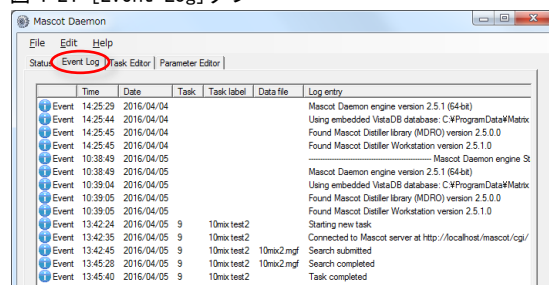 Mascot Daemon
File Edit Help
Status Event Log Task Editor Parameter Editor
Time Date Task Task label Data file Log entry
Event 14:25:29 2016/04/04 Mascot Daemon engine version 2.5.1 (64-bit)
Event 14:25:44 2016/04/04 Using embedded VistaDB database: C:¥ProgramData¥Matrix
Event 14:25:45 2016/04/04 Found Mascot Distiller library (MDRO) version 2.5.0.0
Event 14:25:45 2016/04/04 Found Mascot Distiller Workstation version 2.5.1.0
Event 10:38:49 2016/04/05 ---------------------------------------- Mascot Daemon engine St
Event 10:38:49 2016/04/05 Mascot Daemon engine version 2.5.1 (64-bit)
Event 10:39:04 2016/04/05 Using embedded VistaDB database: C:¥ProgramData¥Matrix
Event 10:39:05 2016/04/05 Found Mascot Distiller library (MDRO) version 2.5.0.0
Event 10:39:05 2016/04/05 Found Mascot Distiller Workstation version 2.5.1.0
Event 13:42:24 2016/04/05 9 10mix test2 Starting new task
Event 13:42:35 2016/04/05 9 10mix test2 Connected to Mascot server at http://localhost/mascot/cgi/
Event 13:42:45 2016/04/05 9 10mix test2 10mix2.mgf Search submitted
Event 13:45:28 2016/04/05 9 10mix test2 10mix2.mgf Search completed
Event 13:45:40 2016/04/05 9 10mix test2 Task completed